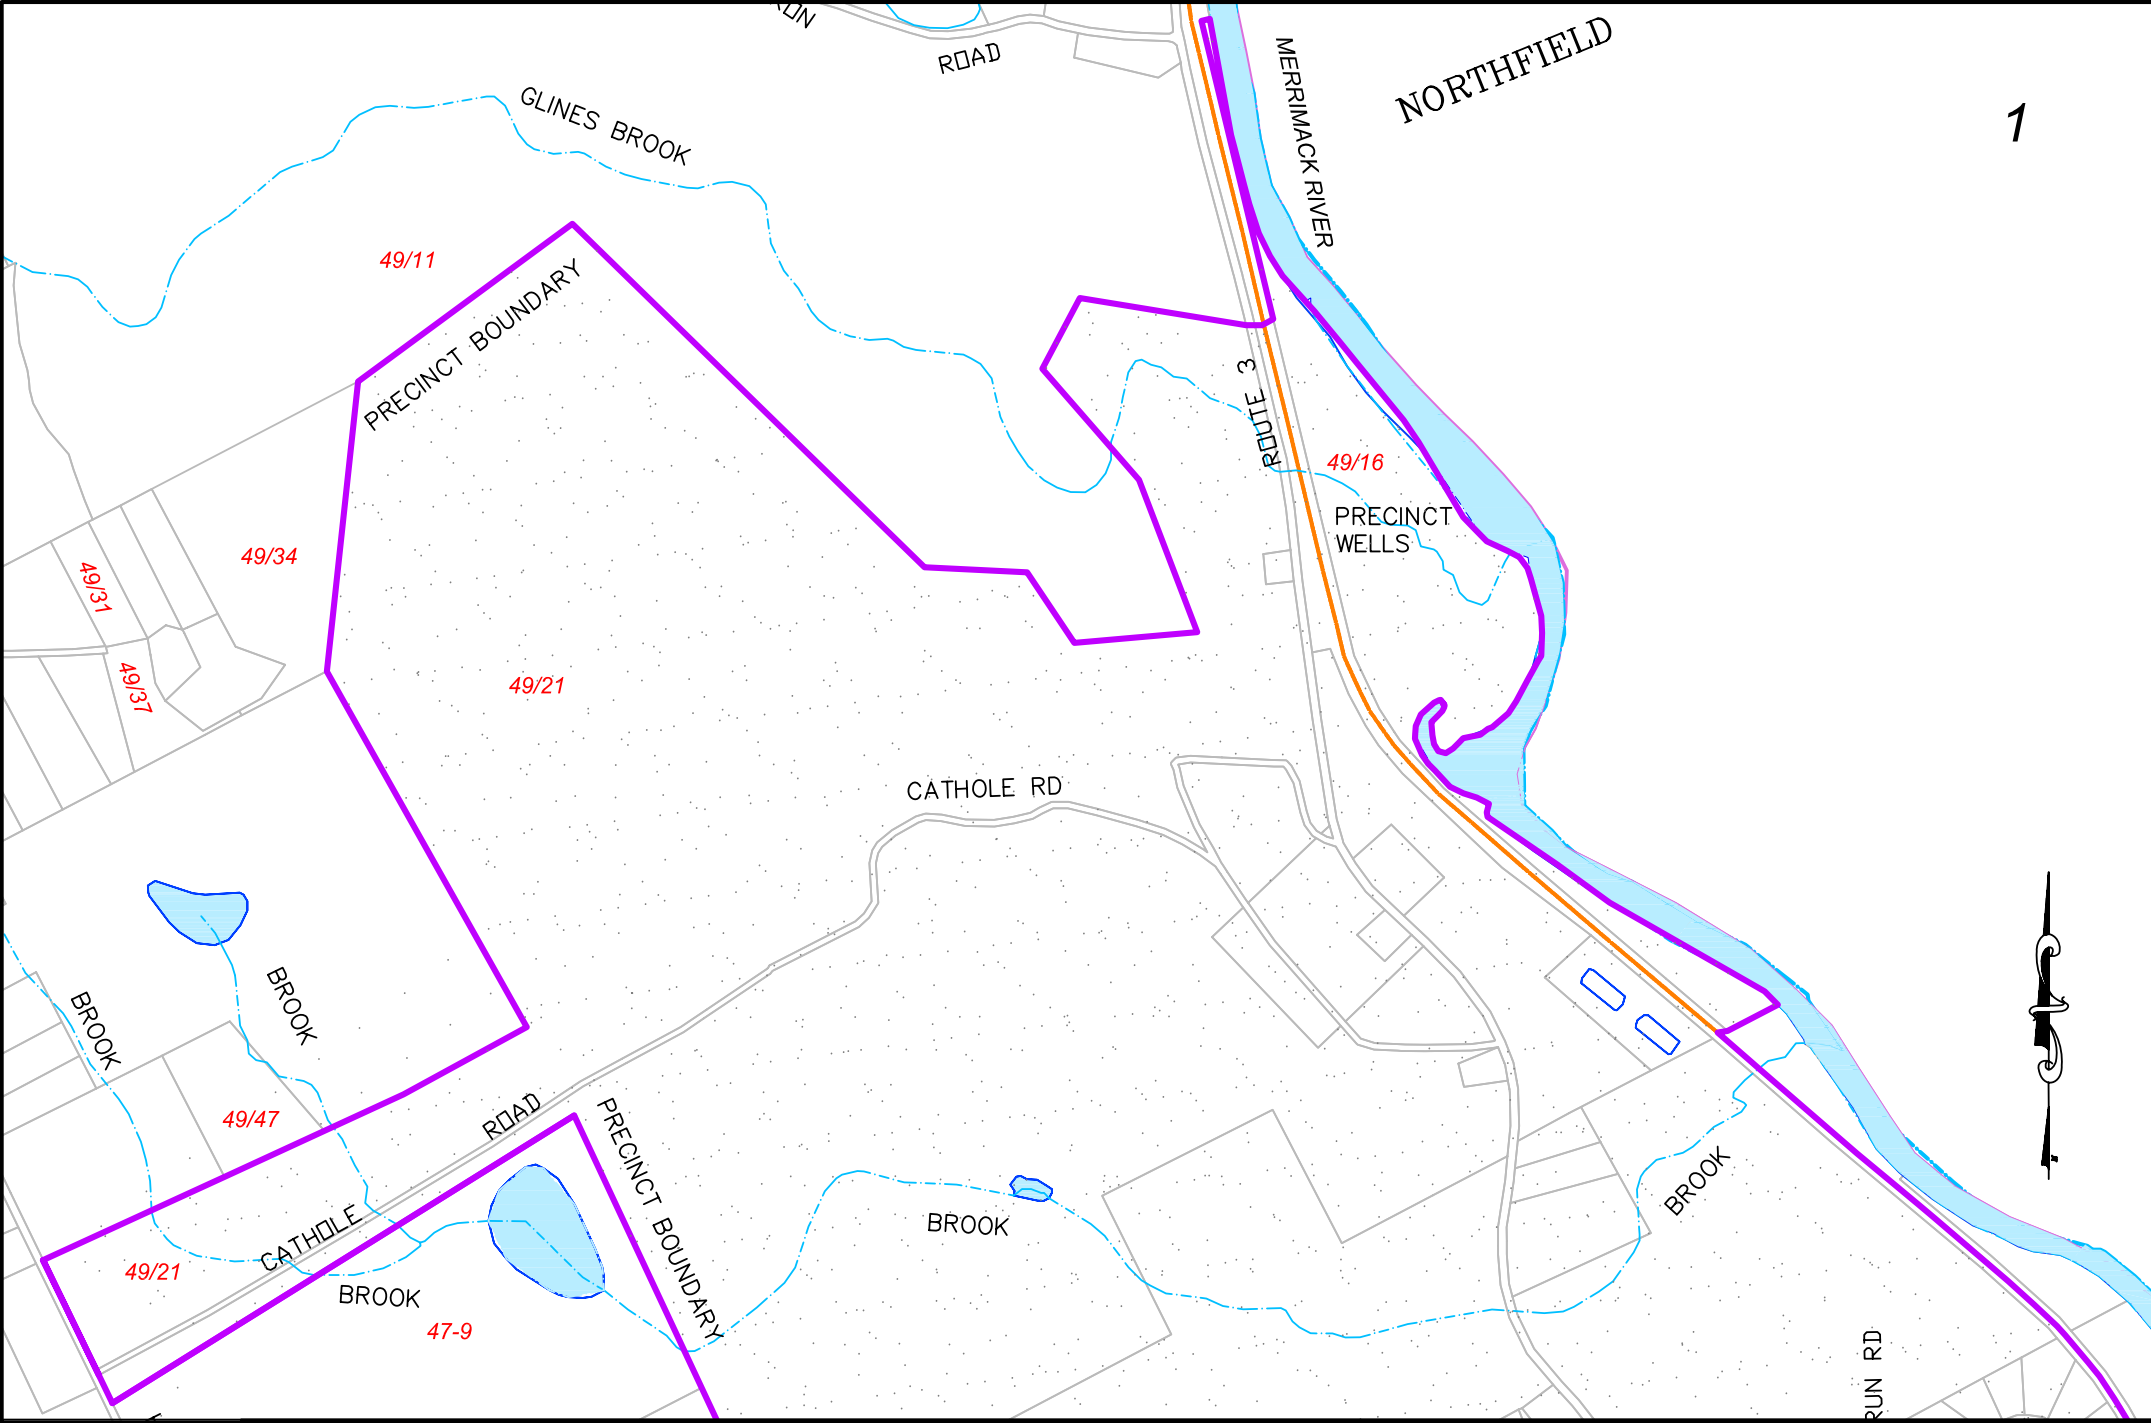 ROAD
NORTHFIELD
MERRIMACK RIVER
1
GLINES BROOK
49/11
PRECINCT BOUNDARY
ROUTE 3
49/16
PRECINCT
WELLS
49/34
49/31
49/37
49/21
CATHOLE RD
BROOK
BROOK
49/47
CATHOLE ROAD
PRECINCT BOUNDARY
BROOK
BROOK
49/21
BROOK
47-9
RUN RD